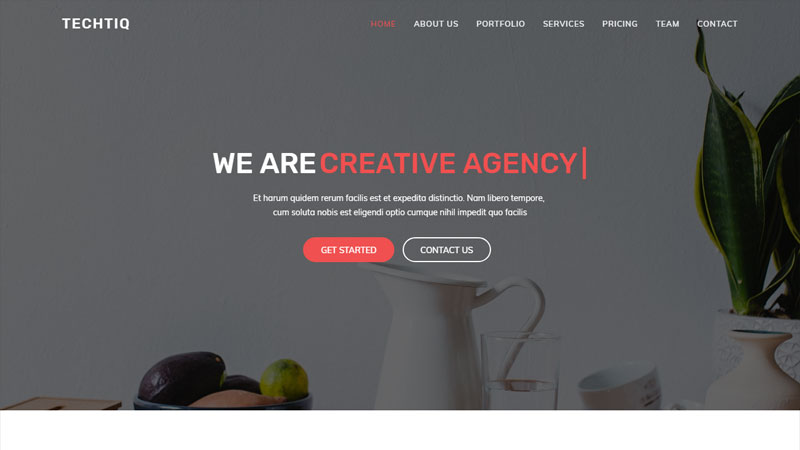 TECHTIQ
HOME ABOUT US PORTFOLIO SERVICES PRICING TEAM CONTACT
WE ARE CREATIVE AGENCY
Et harum quidem rerum facilis est et expedita distinctio. Nam libero tempore,
cum soluta nobis est eligendi optio cumque nihil impedit quo facilis
GET STARTED CONTACT US